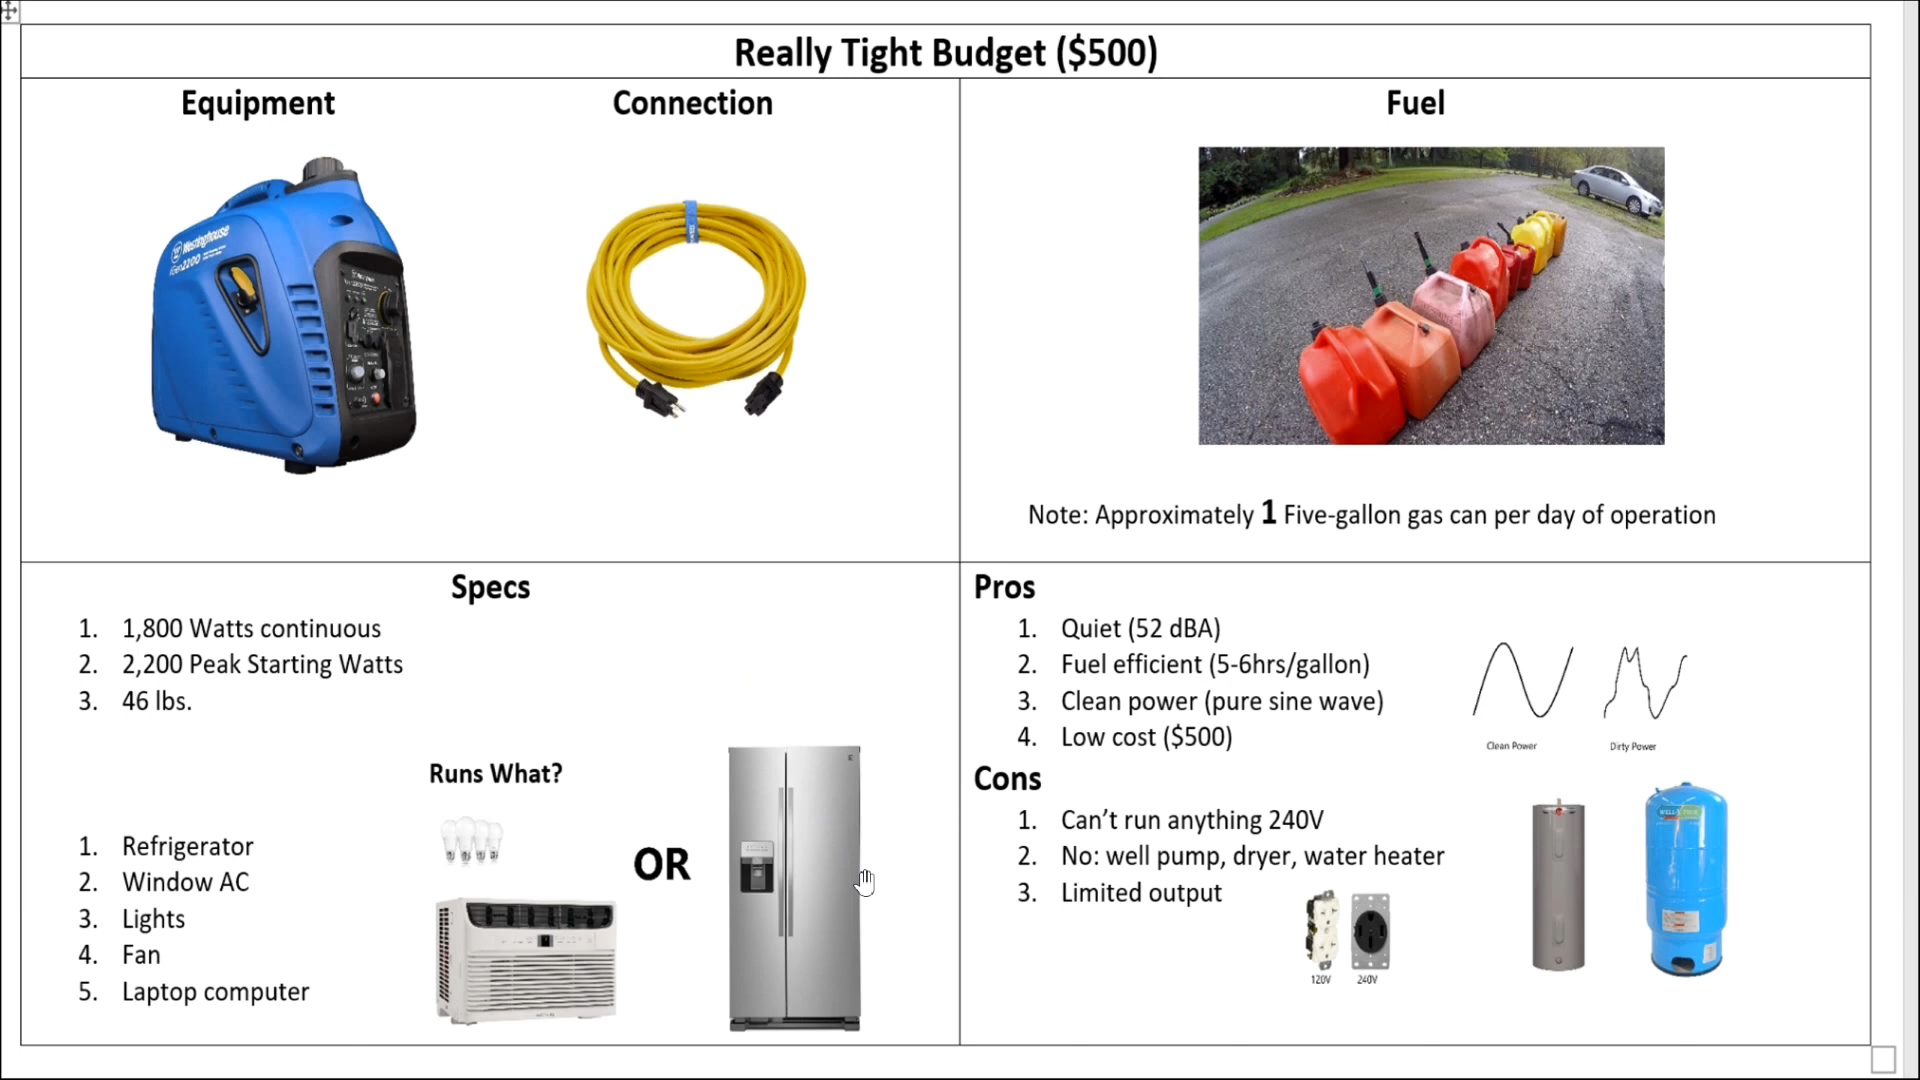 Really Tight Budget ($500)
Equipment
Connection
Westinghouse
iGen2200
Fuel
Note: Approximately 1 Five-gallon gas can per day of operation
Specs
1. 1,800 Watts continuous
2. 2,200 Peak Starting Watts
3. 46 lbs.
Runs What?
1. Refrigerator
2. Window AC
3. Lights
4. Fan
5. Laptop computer
OR
Pros
1. Quiet (52 dBA)
2. Fuel efficient (5-6hrs/gallon)
3. Clean power (pure sine wave)
4. Low cost ($500)
Clean Power
Dirty Power
Cons
1. Can’t run anything 240V
2. No: well pump, dryer, water heater
3. Limited output
120V
240V